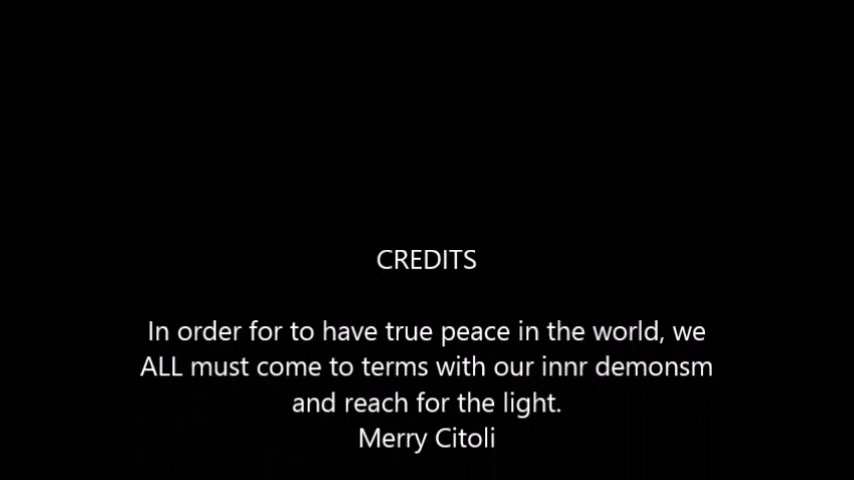 CREDITS
In order for to have true peace in the world, we
ALL must come to terms with our innr demonsm
and reach for the light.
Merry Citoli